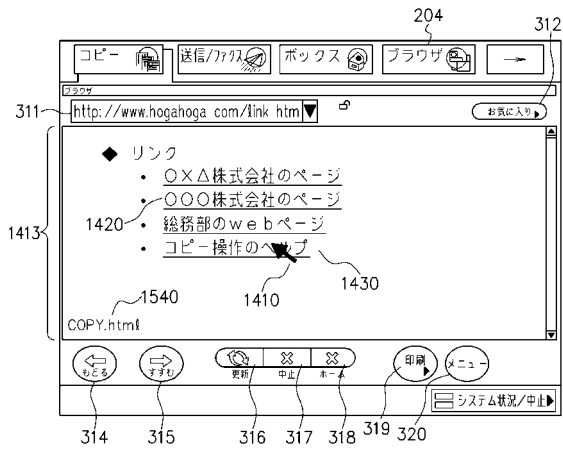 204
312
コピー 送信/ファクス ボックス ブラウザ →
ブラウザ
311
http://www.hogahoga com/link htm ▼
お気に入り
1413
◆ リンク
・ ○×△株式会社のページ
・ ○○○株式会社のページ
1420
・ 総務部のwebページ
・ コピー操作のヘルプ
1410
1430
1540
COPY.html
もどる すすむ 更新 中止 ホーム 印刷 メニュー
システム状況/中止
314 315 316 317 318 319 320